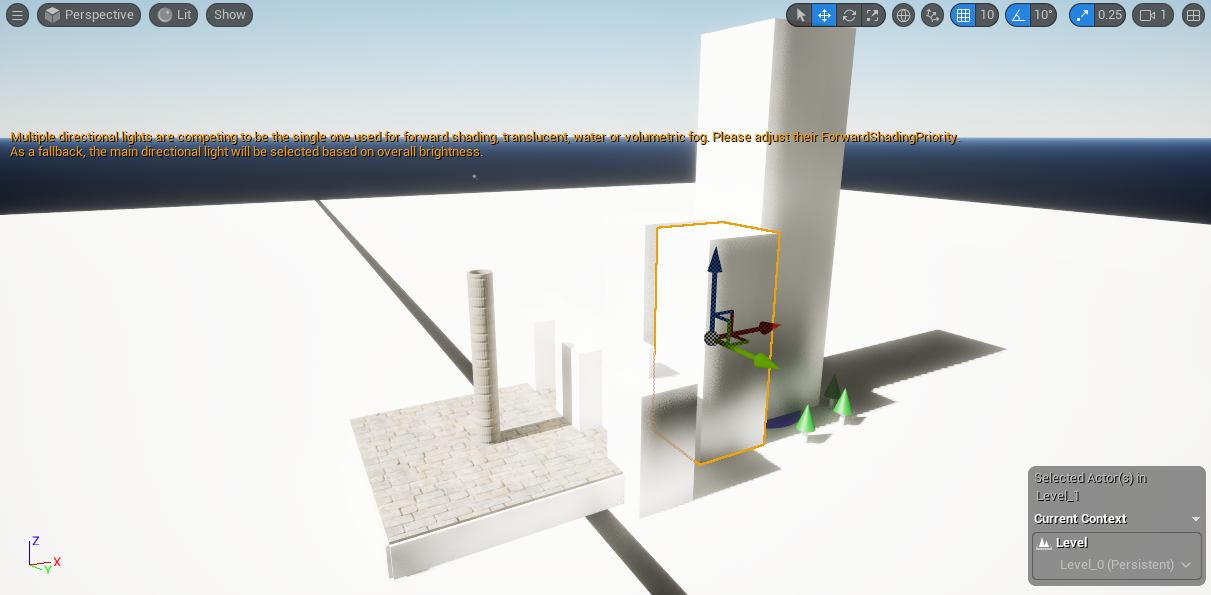 Perspective
Lit
Show
10
10°
0.25
1
Multiple directional lights are competing to be the single one used for forward shading, translucent, water or volumetric fog. Please adjust their ForwardShadingPriority.
As a fallback, the main directional light will be selected based on overall brightness.
Selected Actor(s) in
Level_1
Current Context
Level
Level_0 (Persistent)
Z
X
Y